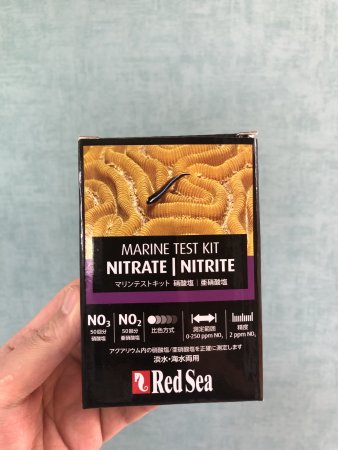 MARINE TEST KIT
NITRATE | NITRITE
マリンテストキット 硝酸塩 | 亜硝酸塩
NO3
50回分
硝酸塩
NO2
50回分
亜硝酸塩
比色方式
測定範囲
0-250 ppm NO3
精度
2 ppm NO3
アクアリウム内の硝酸塩/亜硝酸塩を正確に測定します
淡水・海水両用
Red Sea